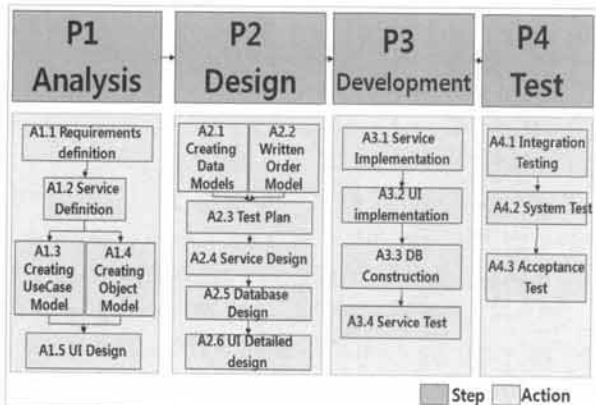 P1
Analysis
P2
Design
P3
Development
P4
Test
A1.1 Requirements
definition
A1.2 Service
Definition
A1.3
Creating
UseCase
Model
A1.4
Creating
Object
Model
A1.5 UI Design
A2.1
Creating
Data
Models
A2.2
Written
Order
Model
A2.3 Test Plan
A2.4 Service Design
A2.5 Database
Design
A2.6 UI Detailed
design
A3.1 Service
Implementation
A3.2 UI
implementation
A3.3 DB
Construction
A3.4 Service Test
A4.1 Integration
Testing
A4.2 System Test
A4.3 Acceptance
Test
Step
Action